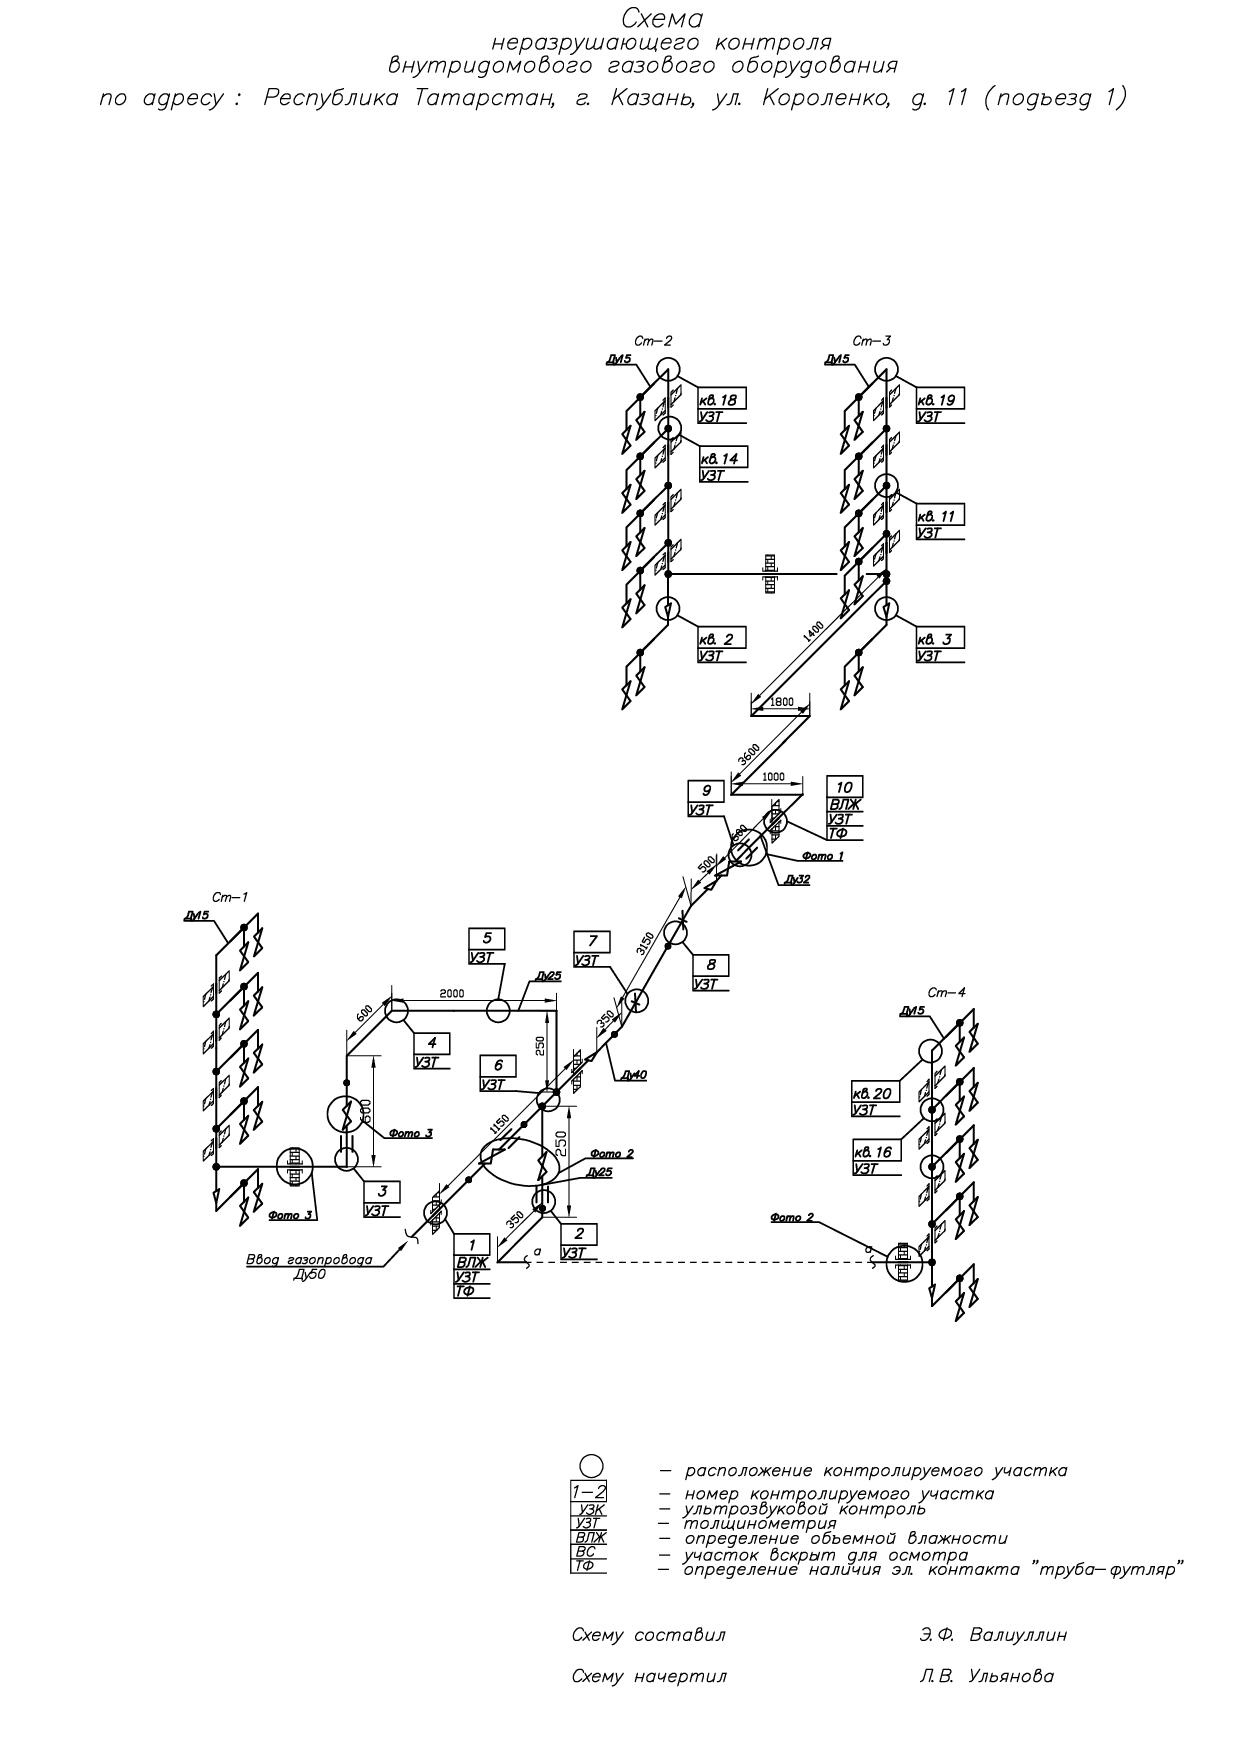 Схема
неразрушающего контроля
внутридомового газового оборудования
по адресу : Республика Татарстан, г. Казань, ул. Короленко, д. 11 (подъезд 1)
Ст-2
Ст-3
Ду15
Ду15
кв. 18
УЗТ
кв. 19
УЗТ
кв. 14
УЗТ
кв. 11
УЗТ
кв. 2
УЗТ
кв. 3
УЗТ
1400
1800
3600
1000
9
УЗТ
10
ВЛЖ
УЗТ
ТФ
600
500
Фото 1
Ду32
Ст-1
Ду15
5
УЗТ
7
УЗТ
3150
8
УЗТ
Ду25
2000
600
350
250
4
УЗТ
6
УЗТ
Ду40
Ст-4
Ду15
кв. 20
УЗТ
кв. 16
УЗТ
600
1150
250
Фото 3
Фото 2
Ду25
3
УЗТ
Фото 3
350
2
УЗТ
1
ВЛЖ
УЗТ
ТФ
а
а
Фото 2
Ввод газопровода
Ду50
— расположение контролируемого участка
1-2 — номер контролируемого участка
УЗК — ультрозвуковой контроль
УЗТ — толщинометрия
ВЛЖ — определение объемной влажности
ВС — участок вскрыт для осмотра
ТФ — определение наличия эл. контакта "труба-футляр"
Схему составил Э.Ф. Валиуллин
Схему начертил Л.В. Ульянова